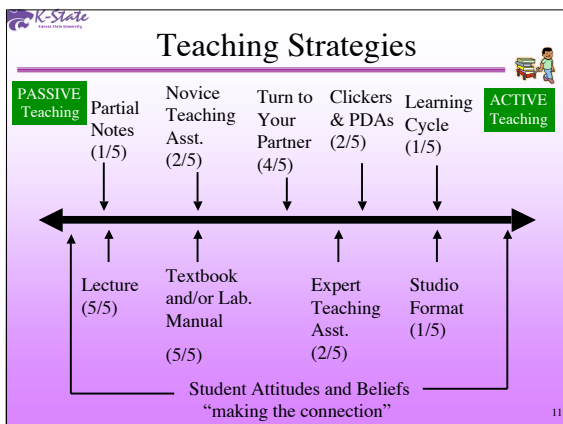 K-State
Kansas State University
Teaching Strategies
PASSIVE
Teaching
Partial
Notes
(1/5)
Novice
Teaching
Asst.
(2/5)
Turn to
Your
Partner
(4/5)
Clickers
& PDAs
(2/5)
Learning
Cycle
(1/5)
ACTIVE
Teaching
Lecture
(5/5)
Textbook
and/or Lab.
Manual
(5/5)
Expert
Teaching
Asst.
(2/5)
Studio
Format
(1/5)
Student Attitudes and Beliefs
“making the connection”
11